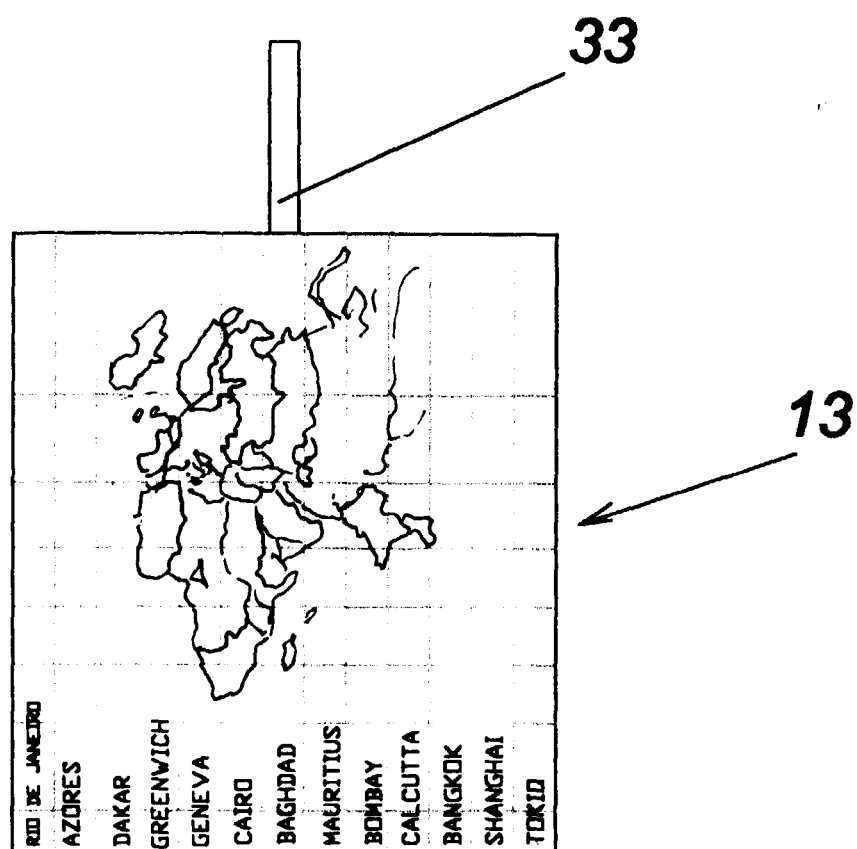 33
13
RIO DE JANEIRO
AZORES
DAKAR
GREENWICH
GENEVA
CAIRO
BAGHDAD
MAURITIUS
BOMBAY
CALCUTTA
BANGKOK
SHANGHAI
TOKIO